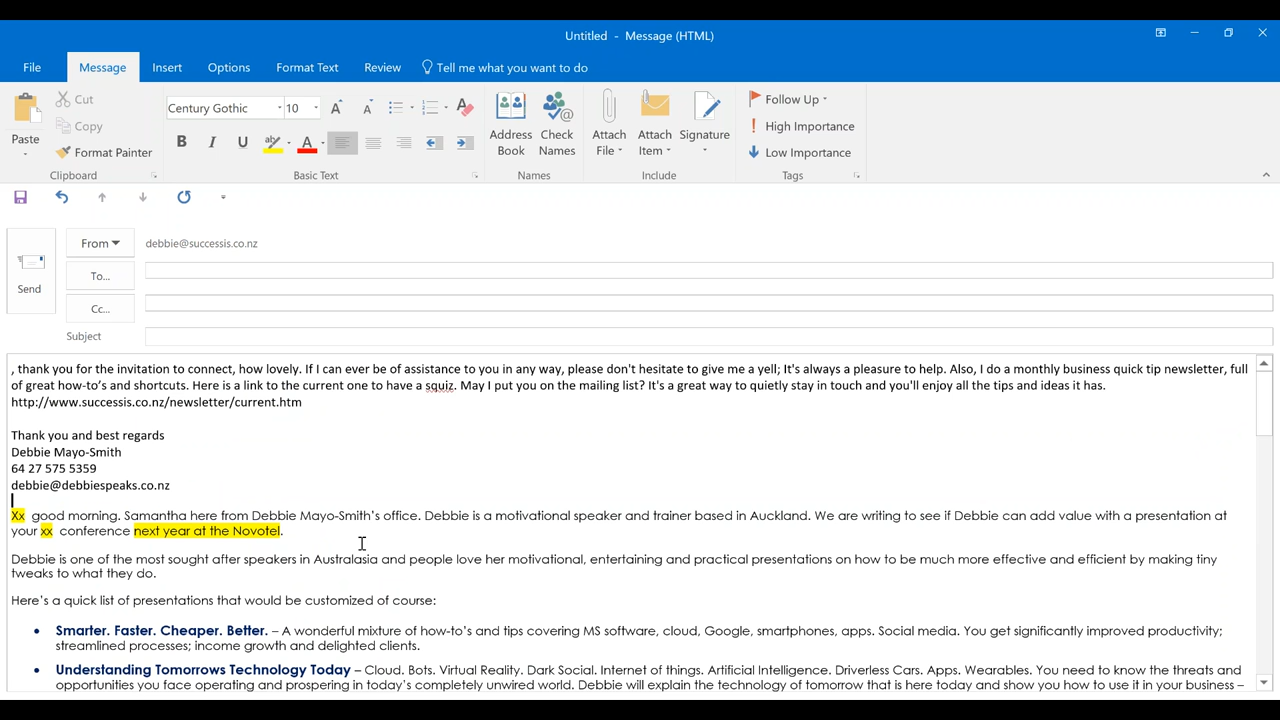 Untitled - Message (HTML)
File Message Insert Options Format Text Review Tell me what you want to do
Paste
Cut
Copy
Format Painter
Clipboard
Century Gothic 10
B I U A
Basic Text
Address Book
Check Names
Names
Attach File
Attach Item
Signature
Include
Follow Up
High Importance
Low Importance
Tags
Send
From debbie@successis.co.nz
To...
Cc...
Subject
, thank you for the invitation to connect, how lovely. If I can ever be of assistance to you in any way, please don't hesitate to give me a yell; It's always a pleasure to help. Also, I do a monthly business quick tip newsletter, full
of great how-to's and shortcuts. Here is a link to the current one to have a squiz. May I put you on the mailing list? It's a great way to quietly stay in touch and you'll enjoy all the tips and ideas it has.
http://www.successis.co.nz/newsletter/current.htm
Thank you and best regards
Debbie Mayo-Smith
64 27 575 5359
debbie@debbiespeaks.co.nz
Xx good morning. Samantha here from Debbie Mayo-Smith's office. Debbie is a motivational speaker and trainer based in Auckland. We are writing to see if Debbie can add value with a presentation at
your xx conference next year at the Novotel.
Debbie is one of the most sought after speakers in Australasia and people love her motivational, entertaining and practical presentations on how to be much more effective and efficient by making tiny
tweaks to what they do.
Here's a quick list of presentations that would be customized of course:
• Smarter. Faster. Cheaper. Better. – A wonderful mixture of how-to's and tips covering MS software, cloud, Google, smartphones, apps. Social media. You get significantly improved productivity;
streamlined processes; income growth and delighted clients.
• Understanding Tomorrows Technology Today – Cloud. Bots. Virtual Reality. Dark Social. Internet of things. Artificial Intelligence. Driverless Cars. Apps. Wearables. You need to know the threats and
opportunities you face operating and prospering in today's completely unwired world. Debbie will explain the technology of tomorrow that is here today and show you how to use it in your business –